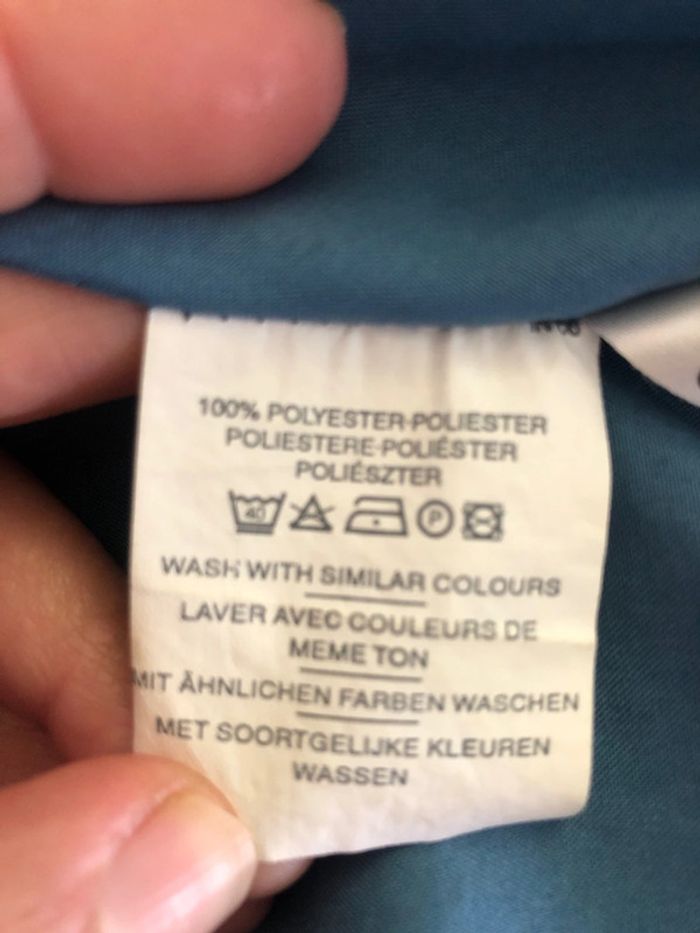 100% POLYESTER-POLIESTER
POLIESTERE-POLIÉSTER
POLIÉSZTER
40 P
WASH WITH SIMILAR COLOURS
LAVER AVEC COULEURS DE
MEME TON
MIT ÄHNLICHEN FARBEN WASCHEN
MET SOORTGELIJKE KLEUREN
WASSEN